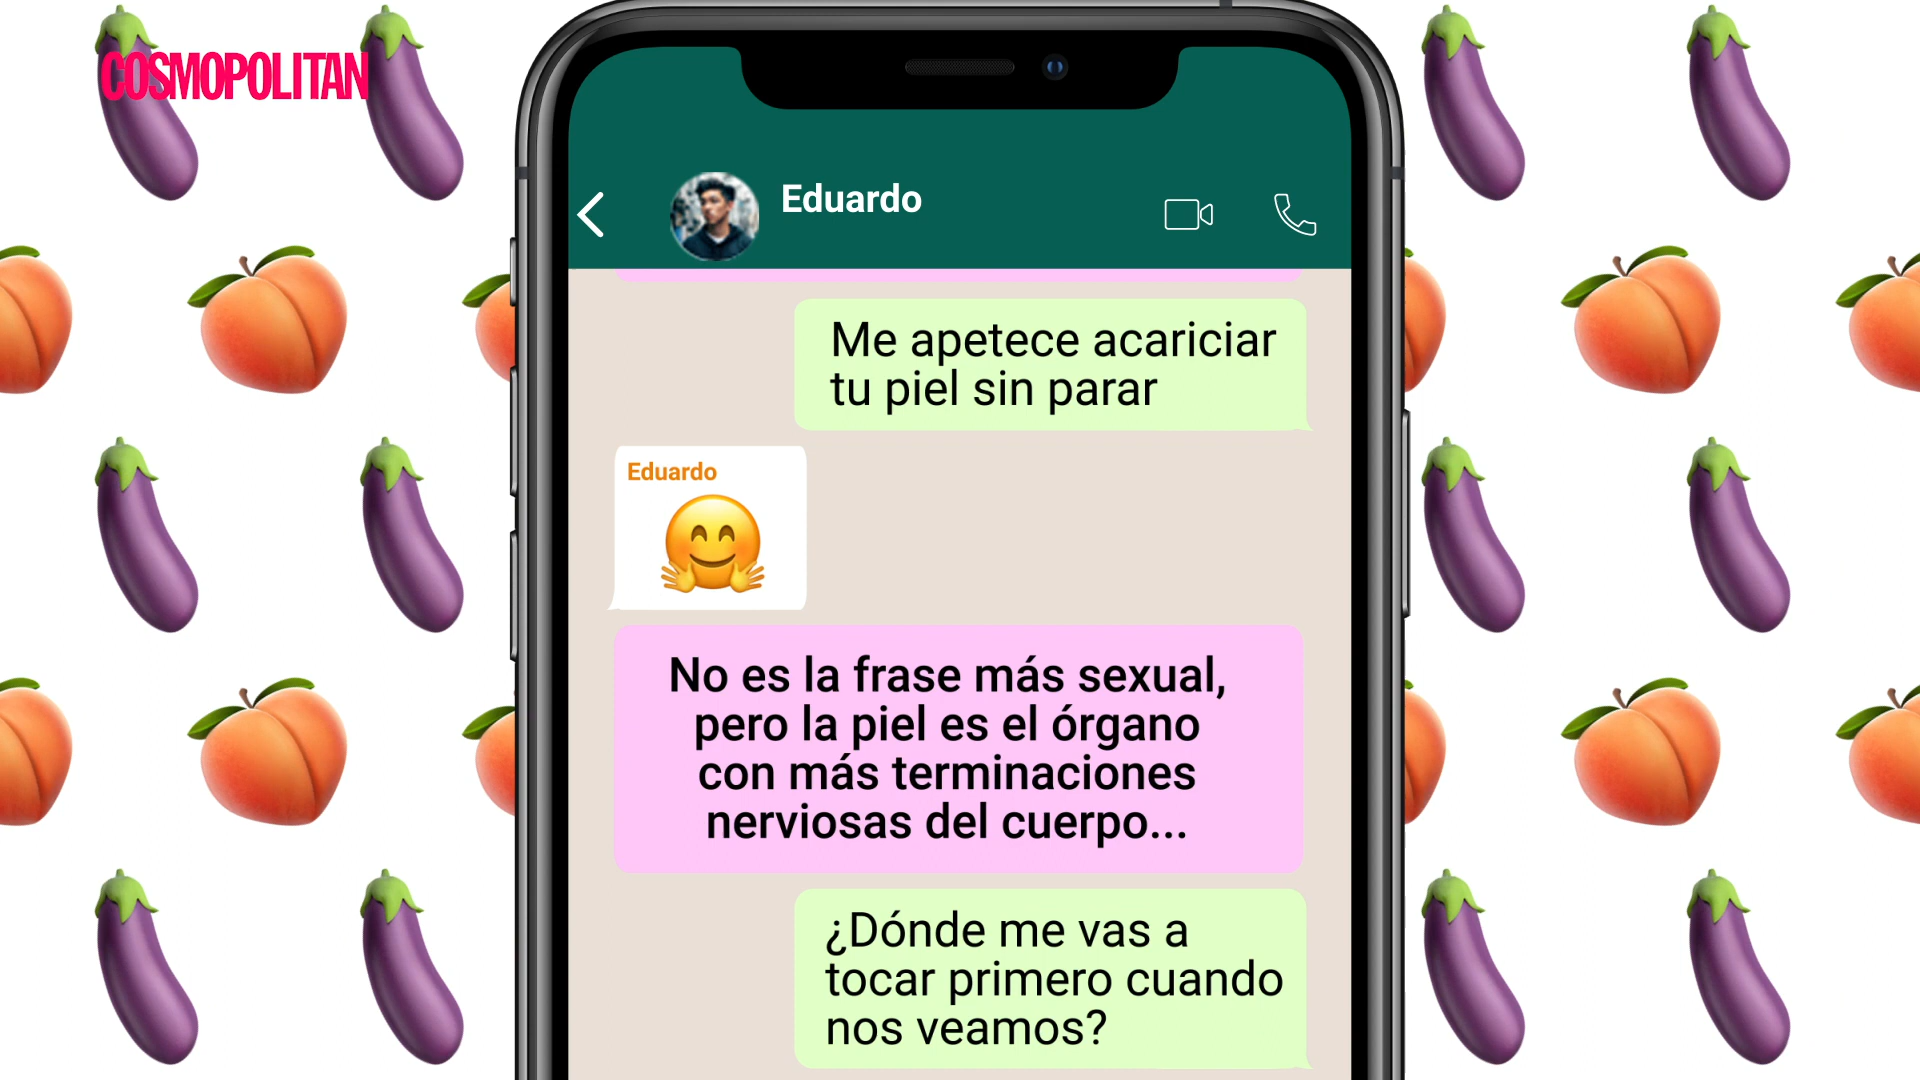 COSMOPOLITAN
Eduardo
Me apetece acariciar
tu piel sin parar
Eduardo
No es la frase más sexual,
pero la piel es el órgano
con más terminaciones
nerviosas del cuerpo...
¿Dónde me vas a
tocar primero cuando
nos veamos?